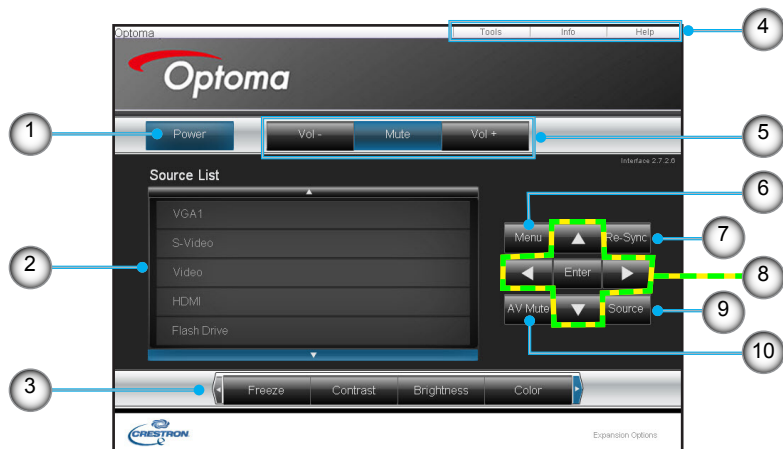 Optoma
Tools Info Help
4
Optoma
1
Power
Vol - Mute Vol +
5
Interface 2.7.2.6
Source List
6
VGA1
S-Video
Video
HDMI
Flash Drive
2
Menu Re-Sync
7
Enter
8
AV Mute Source
9
10
3
Freeze Contrast Brightness Color
CRESTRON
Expansion Options